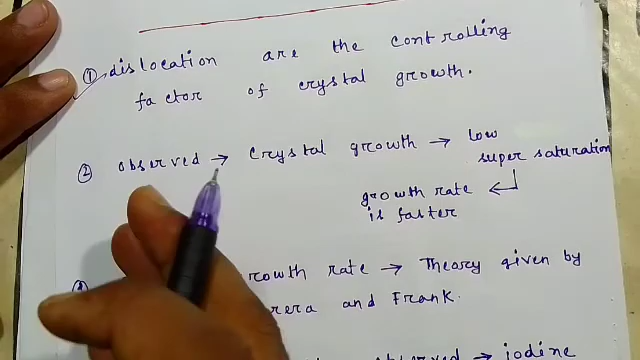 ① dislocation are the controlling
factor of crystal growth.
② observed → crystal growth → low
super saturation
growth rate
is faster
rowth rate → Theory given by
rera and Frank.
observed → iodine